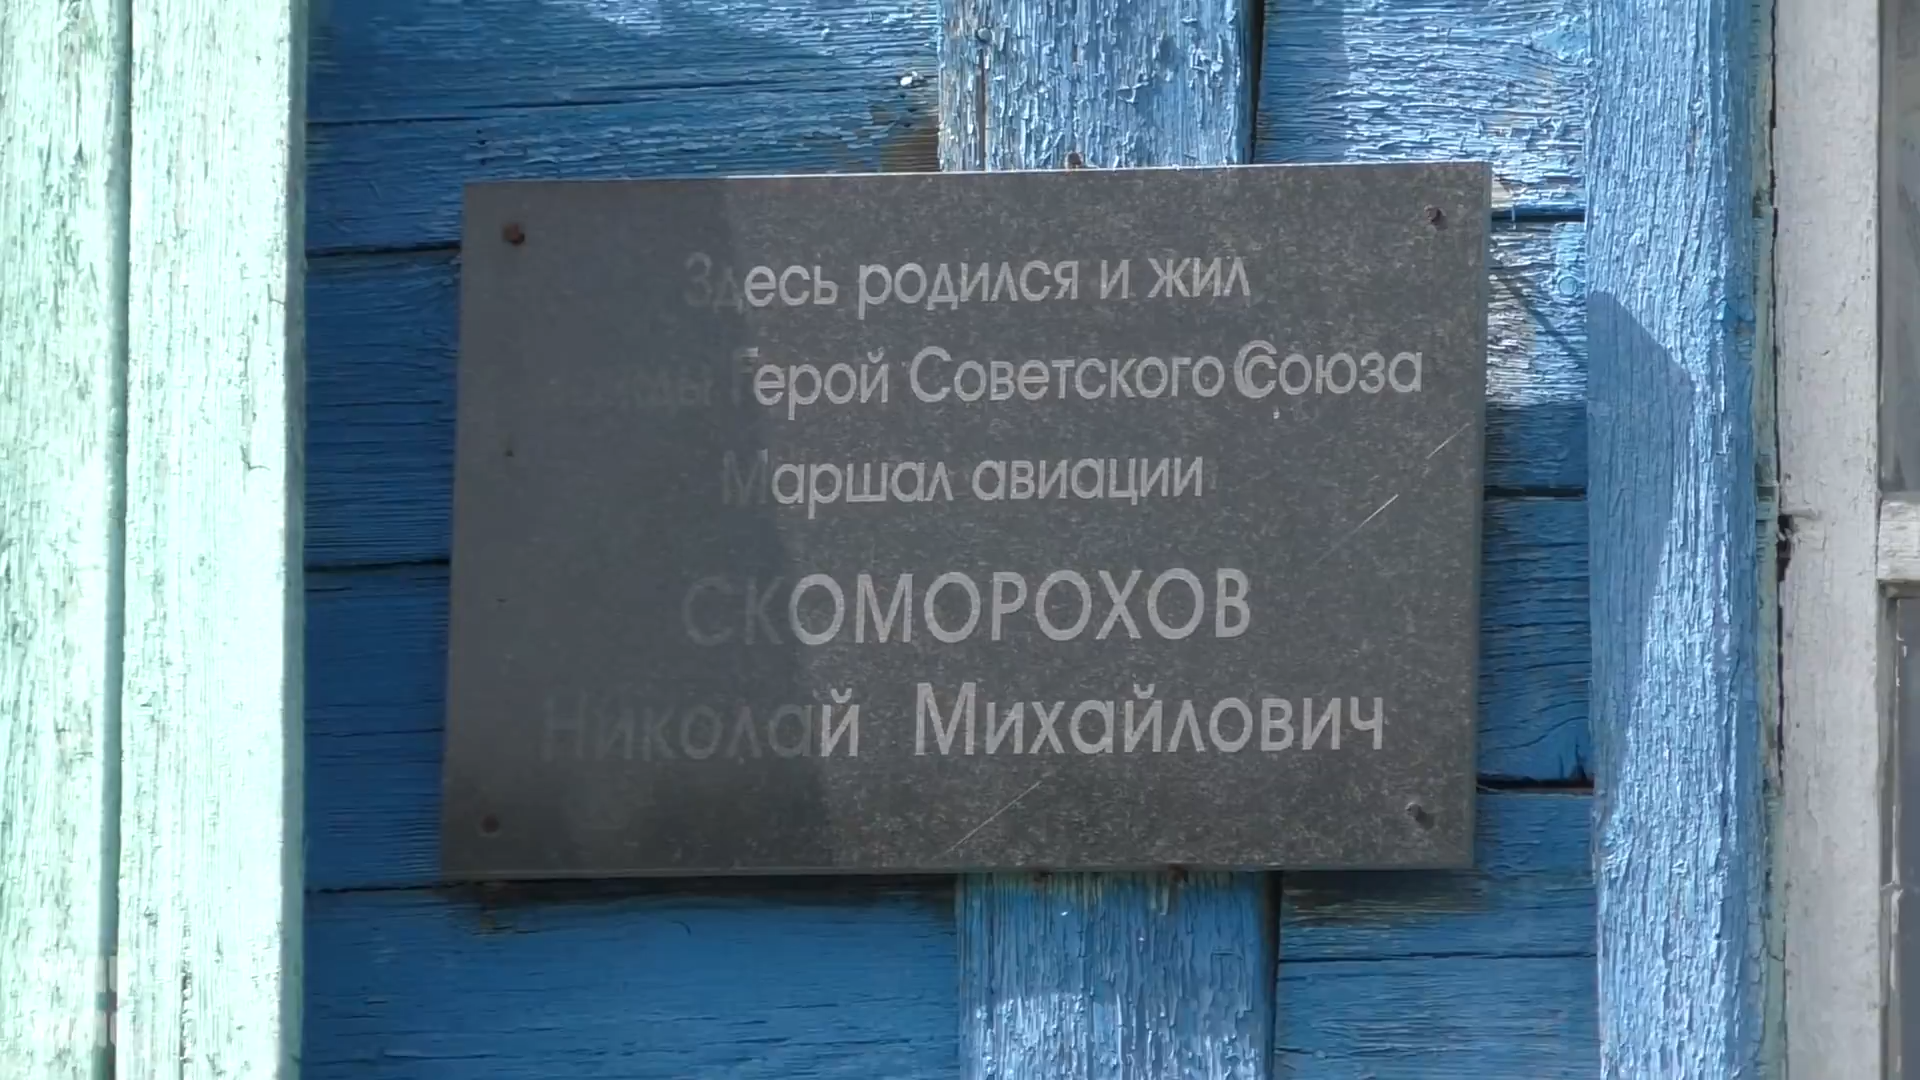 Здесь родился и жил
дважды Герой Советского Союза
Маршал авиации
СКОМОРОХОВ
Николай Михайлович